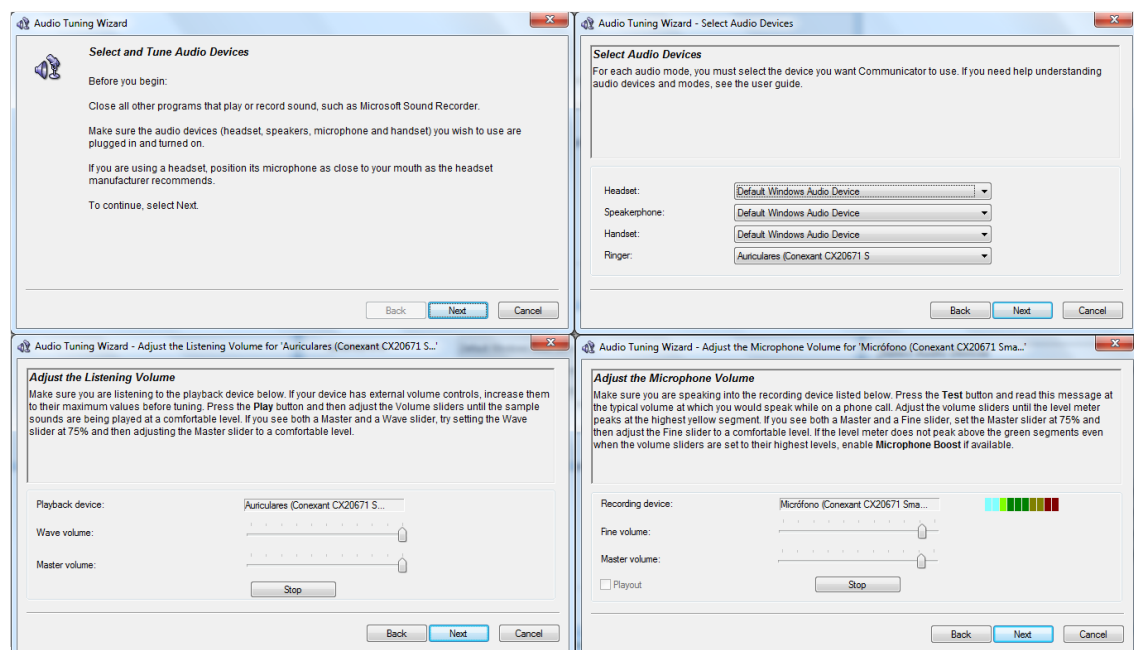 Audio Tuning Wizard
Select and Tune Audio Devices
Before you begin:
Close all other programs that play or record sound, such as Microsoft Sound Recorder.
Make sure the audio devices (headset, speakers, microphone and handset) you wish to use are
plugged in and turned on.
If you are using a headset, position its microphone as close to your mouth as the headset
manufacturer recommends.
To continue, select Next.
Back Next Cancel
Audio Tuning Wizard - Select Audio Devices
Select Audio Devices
For each audio mode, you must select the device you want Communicator to use. If you need help understanding
audio devices and modes, see the user guide.
Headset: Default Windows Audio Device
Speakerphone: Default Windows Audio Device
Handset: Default Windows Audio Device
Ringer: Auriculares (Conexant CX20671 S
Back Next Cancel
Audio Tuning Wizard - Adjust the Listening Volume for 'Auriculares (Conexant CX20671 S...'
Adjust the Listening Volume
Make sure you are listening to the playback device below. If your device has external volume controls, increase them
to their maximum values before tuning. Press the Play button and then adjust the Volume sliders until the sample
sounds are being played at a comfortable level. If you see both a Master and a Wave slider, try setting the Wave
slider at 75% and then adjusting the Master slider to a comfortable level.
Playback device: Auriculares (Conexant CX20671 S...
Wave volume:
Master volume:
Stop
Back Next Cancel
Audio Tuning Wizard - Adjust the Microphone Volume for 'Micrófono (Conexant CX20671 Sma...'
Adjust the Microphone Volume
Make sure you are speaking into the recording device listed below. Press the Test button and read this message at
the typical volume at which you would speak while on a phone call. Adjust the volume sliders until the level meter
peaks at the highest yellow segment. If you see both a Master and a Fine slider, set the Master slider at 75% and
then adjust the Fine slider to a comfortable level. If the level meter does not peak above the green segments even
when the volume sliders are set to their highest levels, enable Microphone Boost if available.
Recording device: Micrófono (Conexant CX20671 Sma...
Fine volume:
Master volume:
Playout Stop
Back Next Cancel